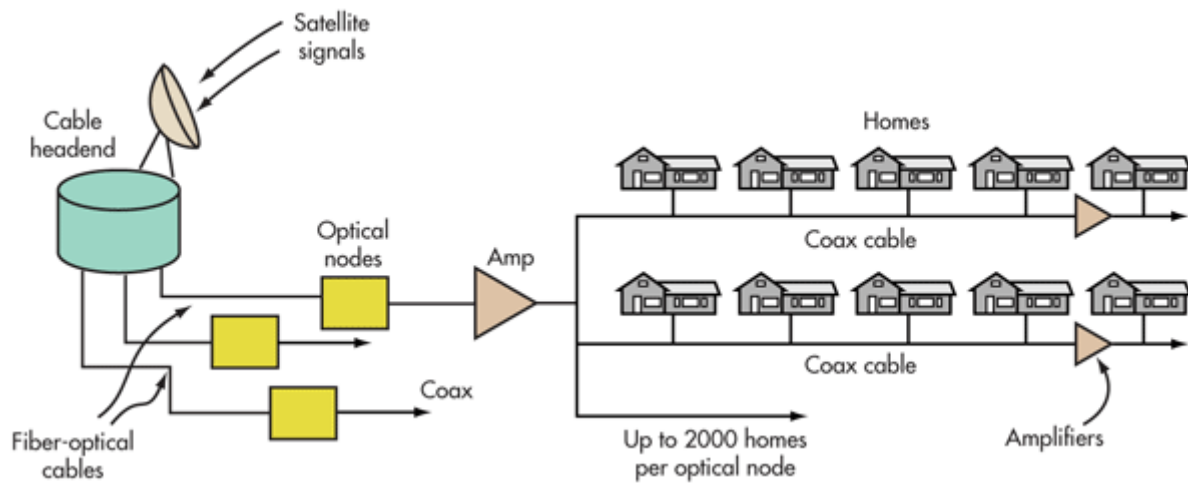 Satellite
signals
Cable
headend
Homes
Optical
nodes
Amp
Coax cable
Coax cable
Coax
Fiber-optical
cables
Up to 2000 homes
per optical node
Amplifiers